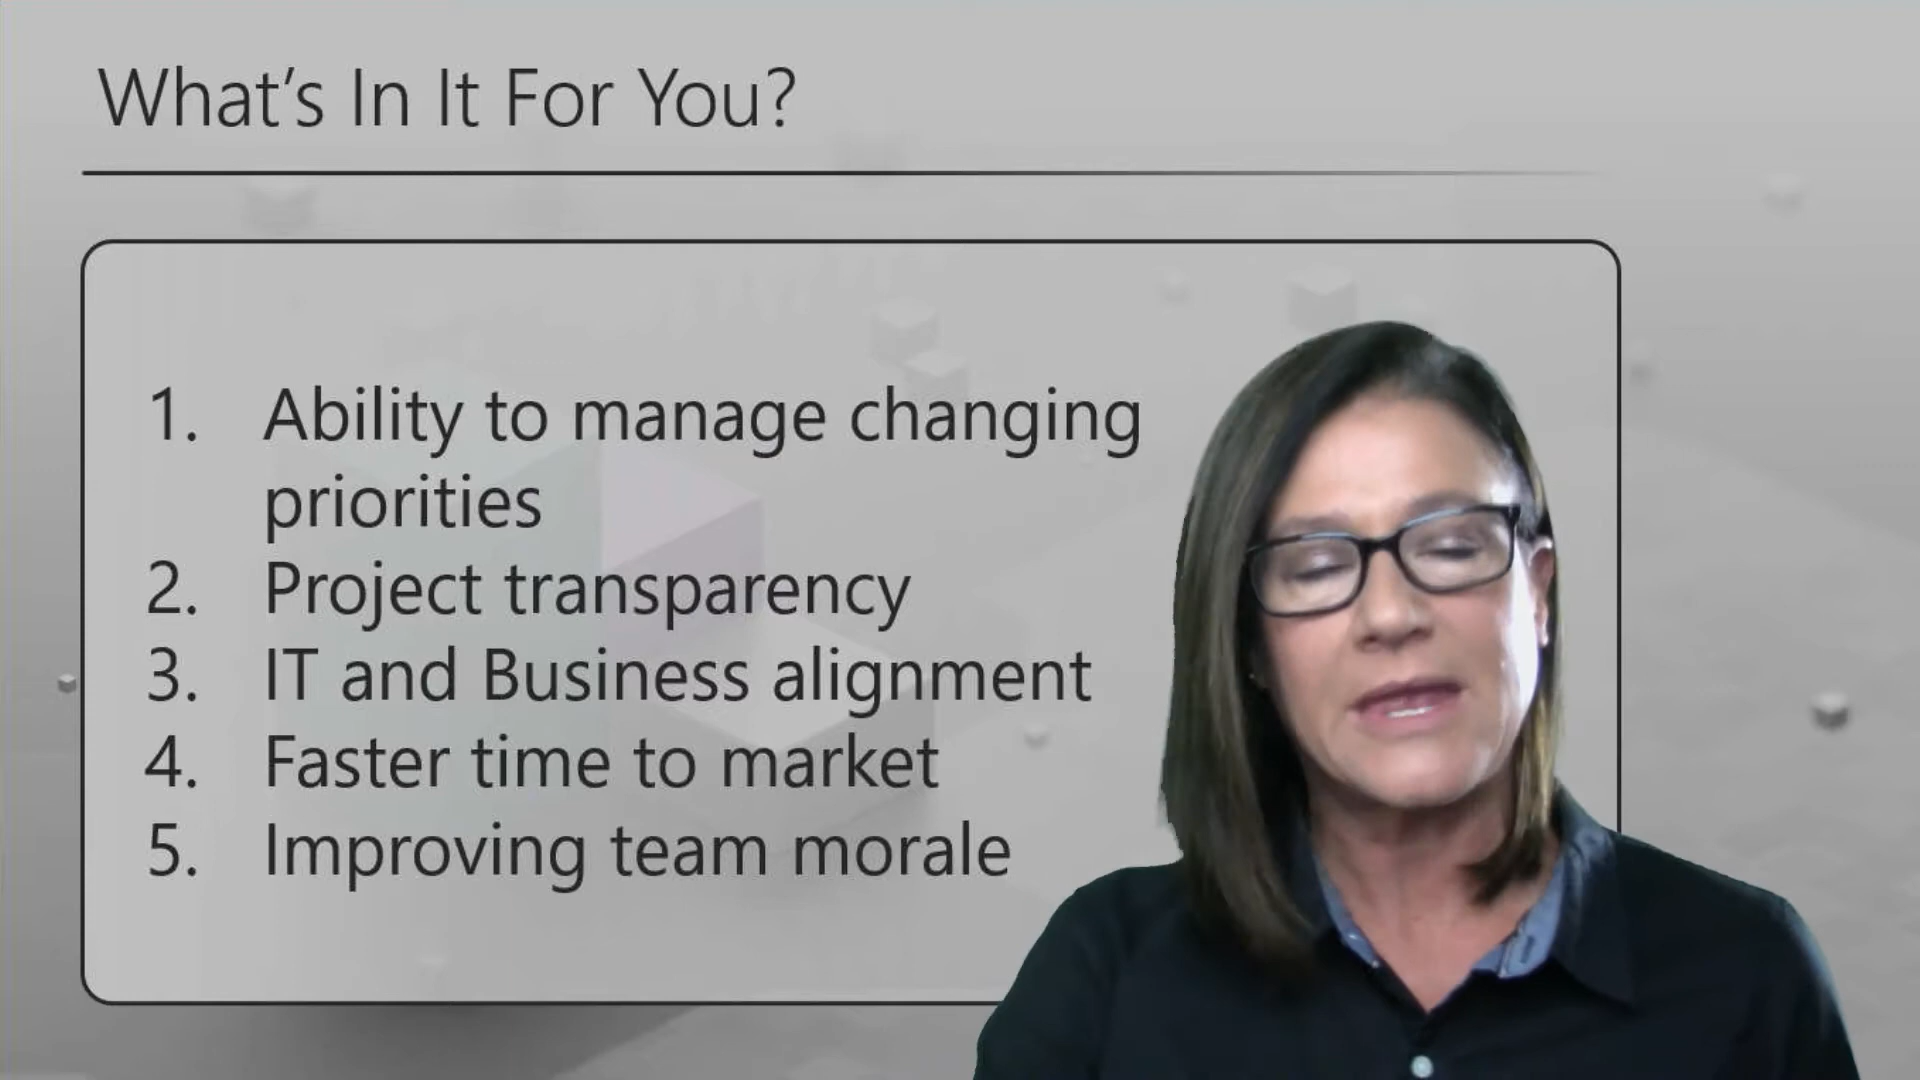 What's In It For You?
1. Ability to manage changing
priorities
2. Project transparency
3. IT and Business alignment
4. Faster time to market
5. Improving team morale